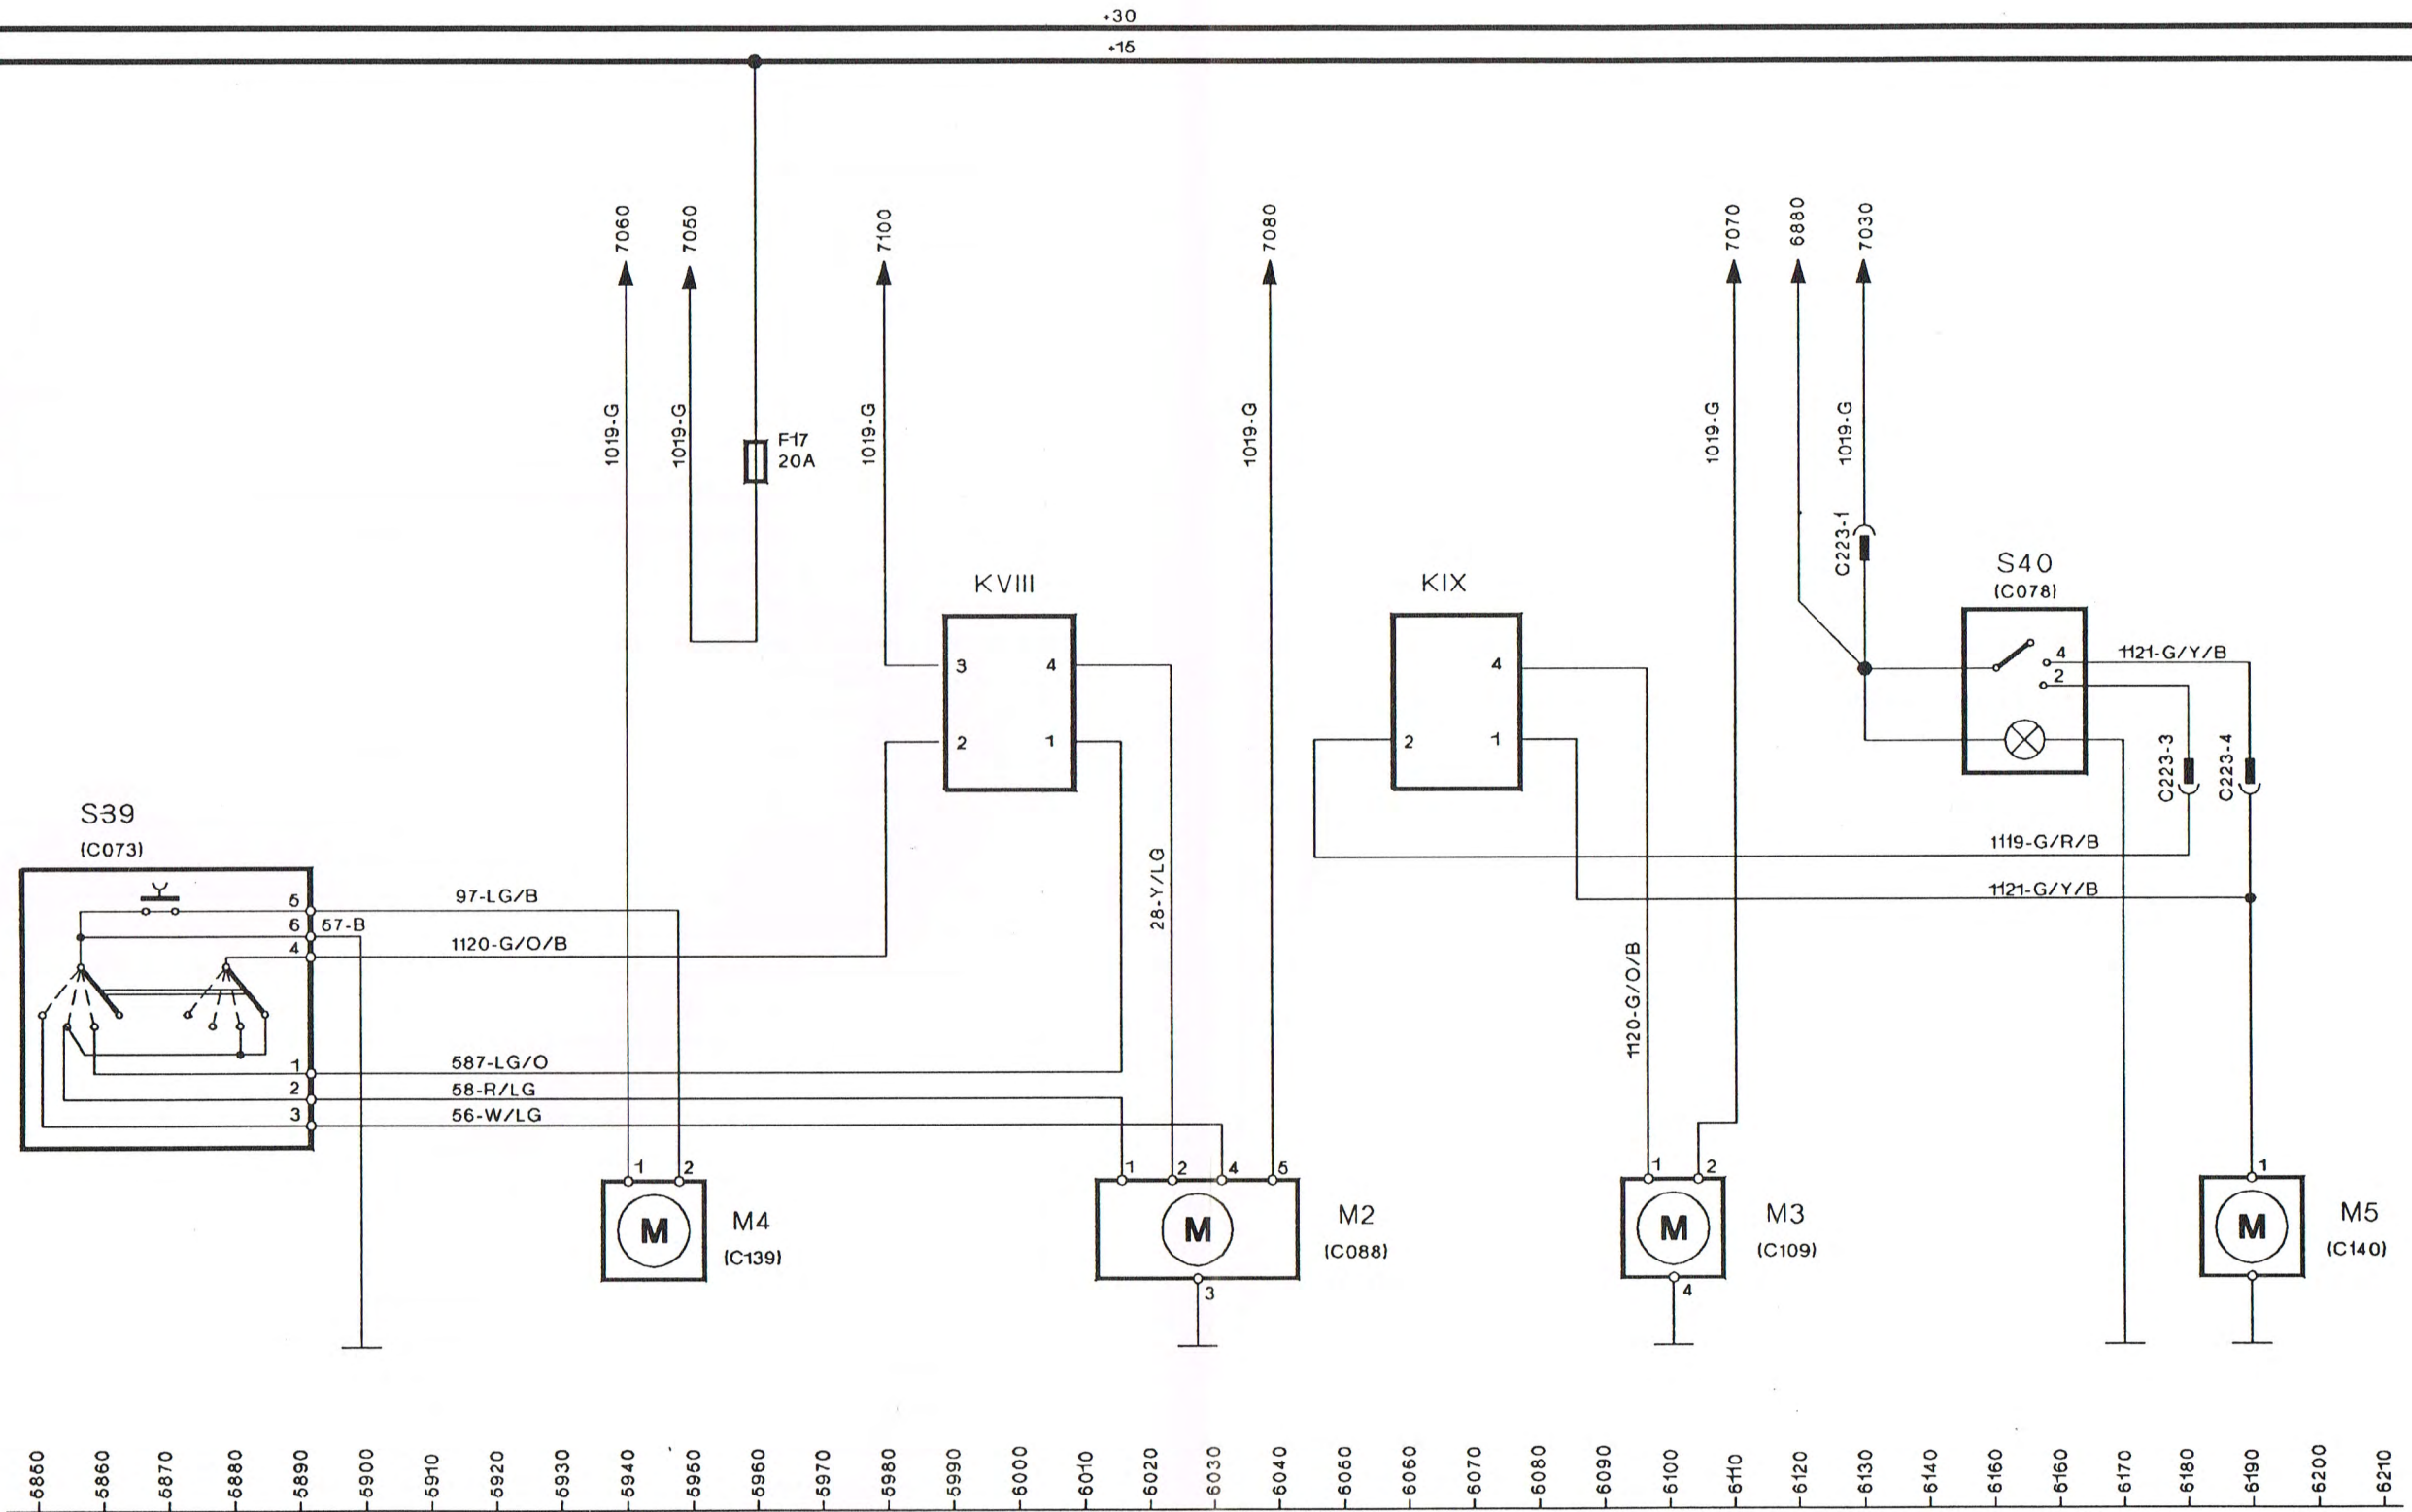 +30
+15
7060
7050
7100
7080
7070
6880
7030
1019-G
1019-G
1019-G
1019-G
1019-G
1019-G
F17
20A
C223-1
KVIII
3
4
2
1
KIX
4
2
1
S40
(C078)
4
2
1121-G/Y/B
C223-3
C223-4
1119-G/R/B
1121-G/Y/B
S39
(C073)
5
6
4
1
2
3
97-LG/B
57-B
1120-G/O/B
587-LG/O
58-R/LG
56-W/LG
28-Y/LG
1120-G/O/B
1
2
M
M4
(C139)
1
2
4
5
M
3
M2
(C088)
1
2
M
4
M3
(C109)
1
M
M5
(C140)
5850
5860
5870
5880
5890
5900
5910
5920
5930
5940
5950
5960
5970
5980
5990
6000
6010
6020
6030
6040
6050
6060
6070
6080
6090
6100
6110
6120
6130
6140
6150
6160
6170
6180
6190
6200
6210